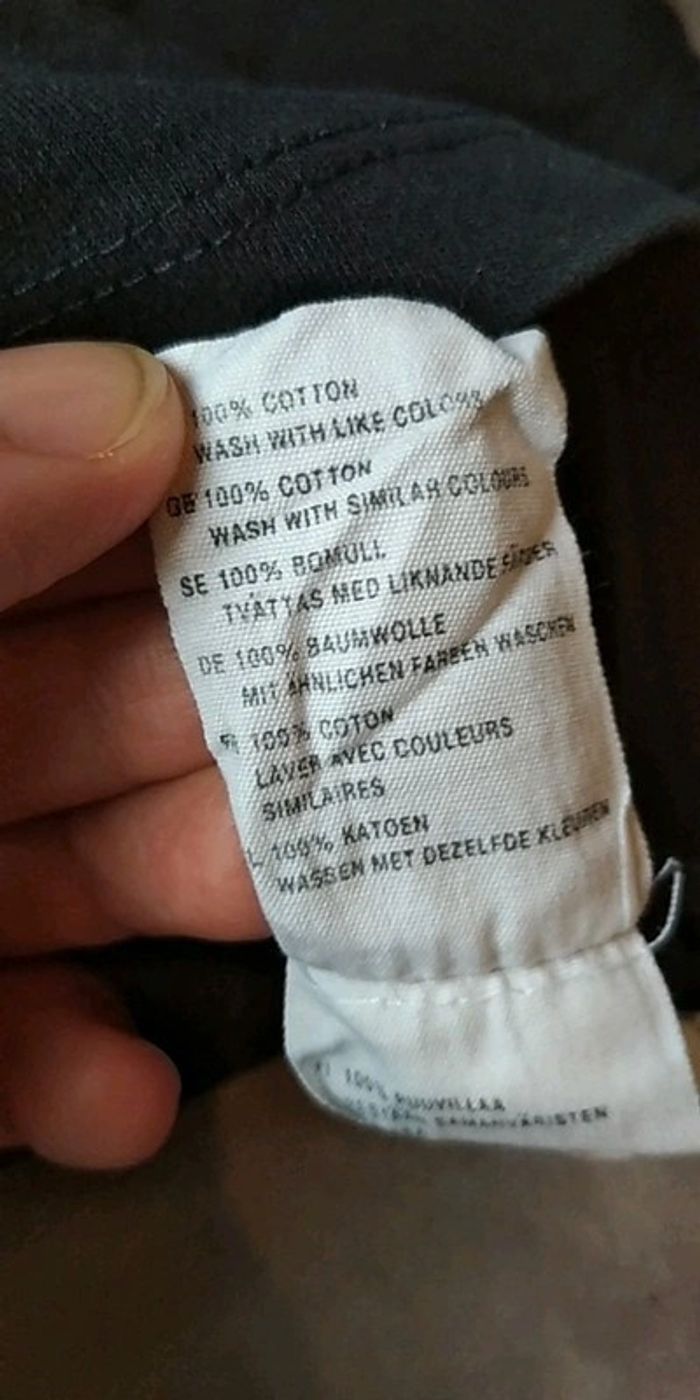 100% COTTON
WASH WITH LIKE COLORS
GB 100% COTTON
WASH WITH SIMILAR COLOURS
SE 100% BOMULL
TVÄTTAS MED LIKNANDE FÄRGER
DE 100% BAUMWOLLE
MIT ÄHNLICHEN FARBEN WASCHEN
FR 100% COTON
LAVER AVEC COULEURS
SIMILAIRES
100% KATOEN
WASSEN MET DEZELFDE KLEUREN
100% PUUVILLAA
SAMANVÄRISTEN